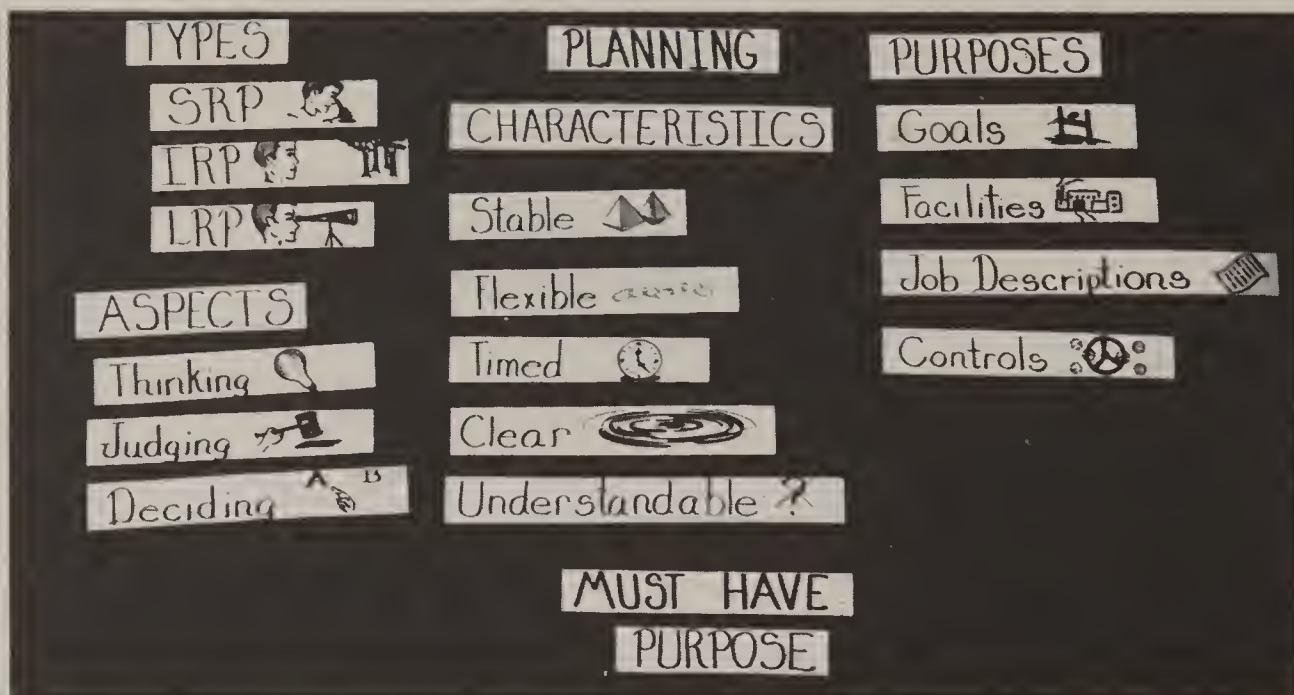 TYPES
SRP
IRP
LRP
ASPECTS
Thinking
Judging
Deciding
A B
PLANNING
CHARACTERISTICS
Stable
Flexible
Timed
Clear
Understandable ?
MUST HAVE
PURPOSE
PURPOSES
Goals
Facilities
Job Descriptions
Controls